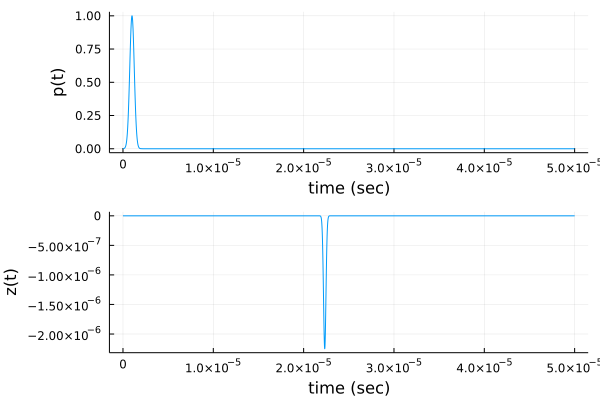 p(t)
1.00
0.75
0.50
0.25
0.00
0 1.0×10⁻⁵ 2.0×10⁻⁵ 3.0×10⁻⁵ 4.0×10⁻⁵ 5.0×10⁻⁵
time (sec)
z(t)
0
−5.00×10⁻⁷
−1.00×10⁻⁶
−1.50×10⁻⁶
−2.00×10⁻⁶
0 1.0×10⁻⁵ 2.0×10⁻⁵ 3.0×10⁻⁵ 4.0×10⁻⁵ 5.0×10⁻⁵
time (sec)